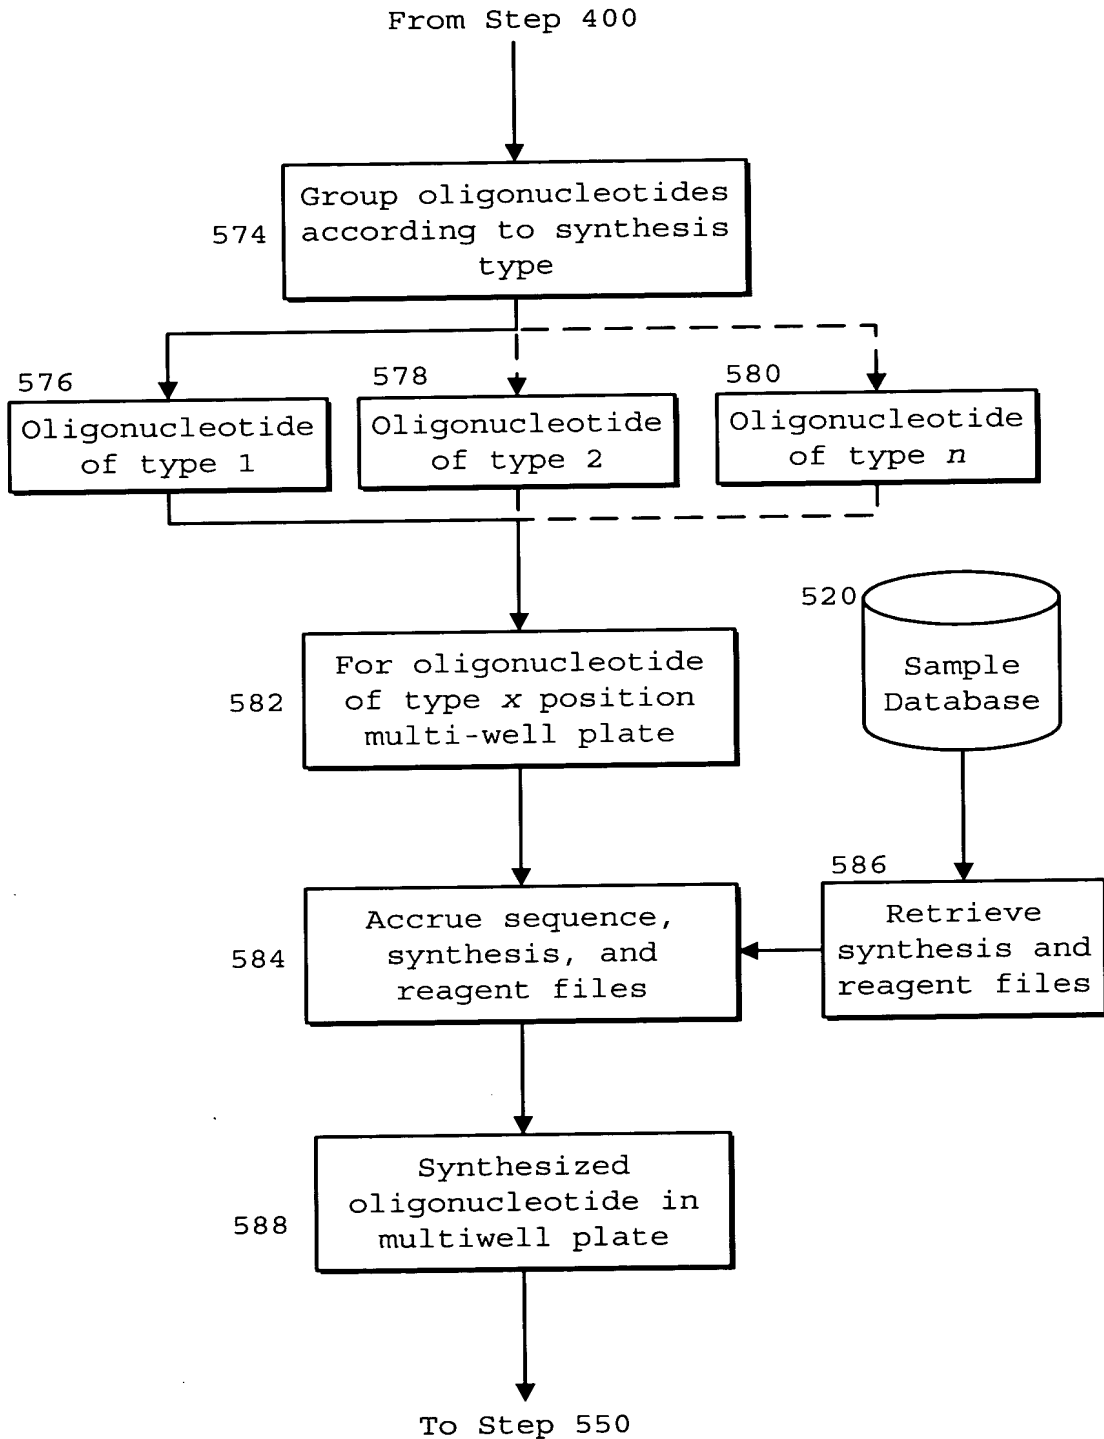 From Step 400
Group oligonucleotides
according to synthesis
type
574
576
578
580
Oligonucleotide
of type 1
Oligonucleotide
of type 2
Oligonucleotide
of type n
520
Sample
Database
For oligonucleotide
of type x position
multi-well plate
582
586
Accrue sequence,
synthesis, and
reagent files
584
Retrieve
synthesis and
reagent files
Synthesized
oligonucleotide in
multiwell plate
588
To Step 550